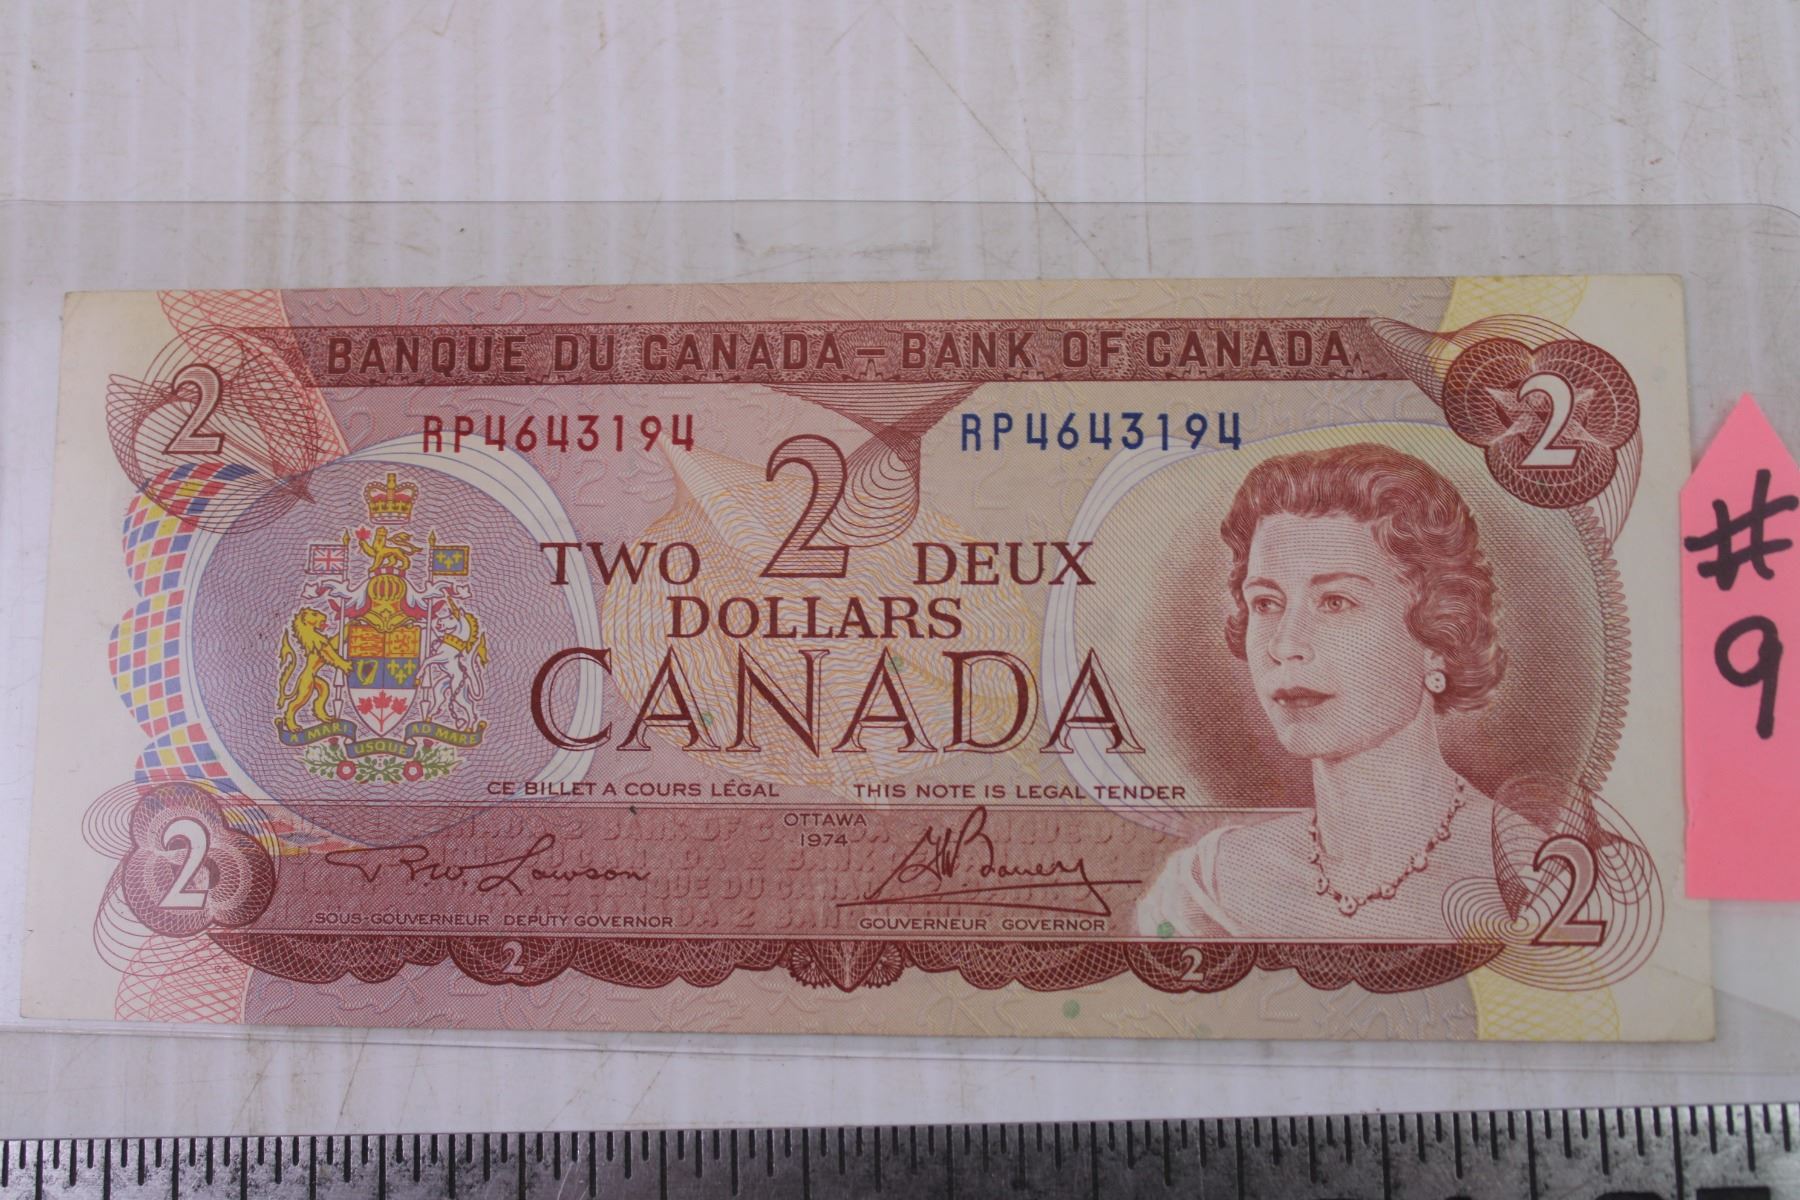 BANQUE DU CANADA – BANK OF CANADA
2
2
RP4643194
RP4643194
2
TWO DEUX
DOLLARS
CANADA
A MARI USQUE AD MARE
CE BILLET A COURS LÉGAL THIS NOTE IS LEGAL TENDER
OTTAWA
1974
SOUS-GOUVERNEUR DEPUTY GOVERNOR
GOUVERNEUR GOVERNOR
R.W. Lawson
2
2
2
2
26
#
9